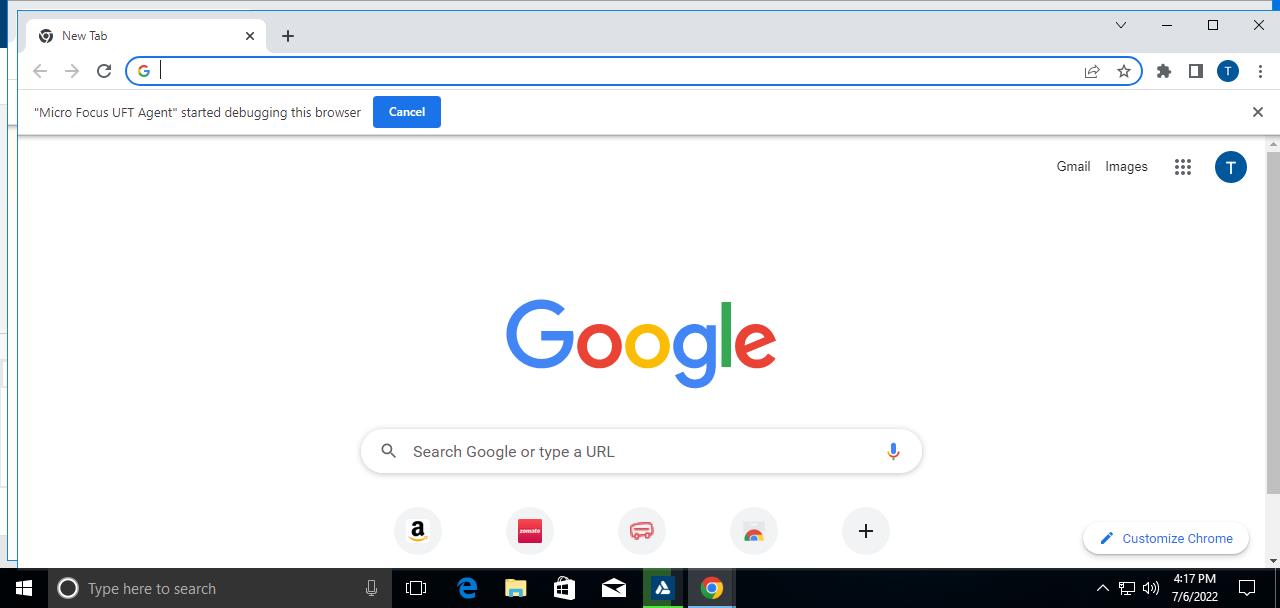 New Tab
T
"Micro Focus UFT Agent" started debugging this browser
Cancel
Gmail
Images
T
Google
Search Google or type a URL
a
zomato
Customize Chrome
Type here to search
4:17 PM
7/6/2022